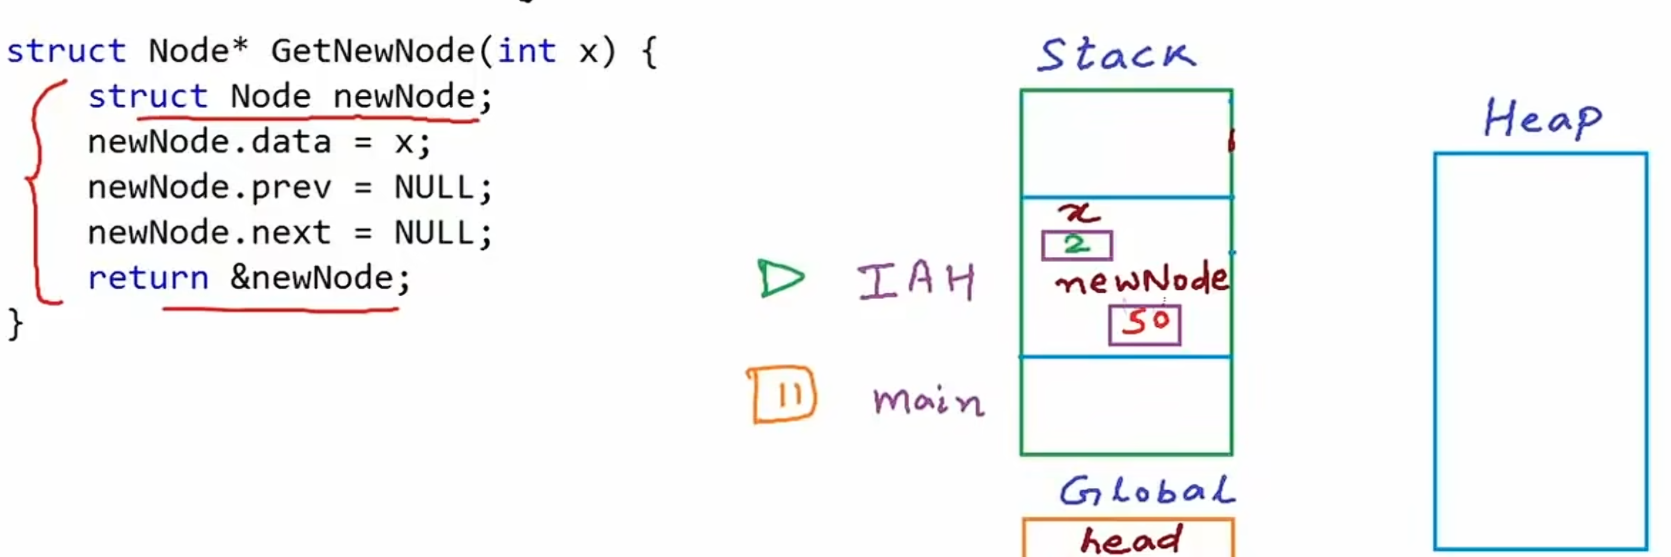 struct Node* GetNewNode(int x) {
struct Node newNode;
newNode.data = x;
newNode.prev = NULL;
newNode.next = NULL;
return &newNode;
}
Stack
x
2
newNode
50
IAH
main
Global
head
Heap